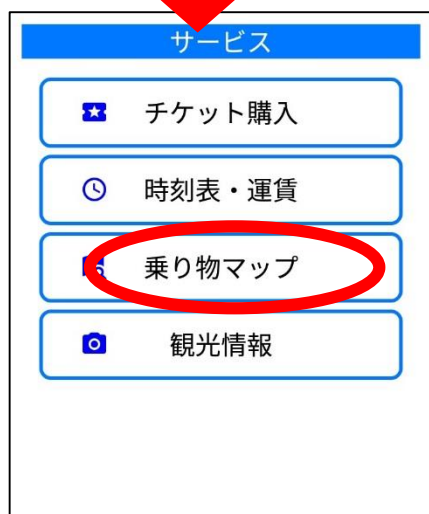 サービス
チケット購入
時刻表・運賃
乗り物マップ
観光情報